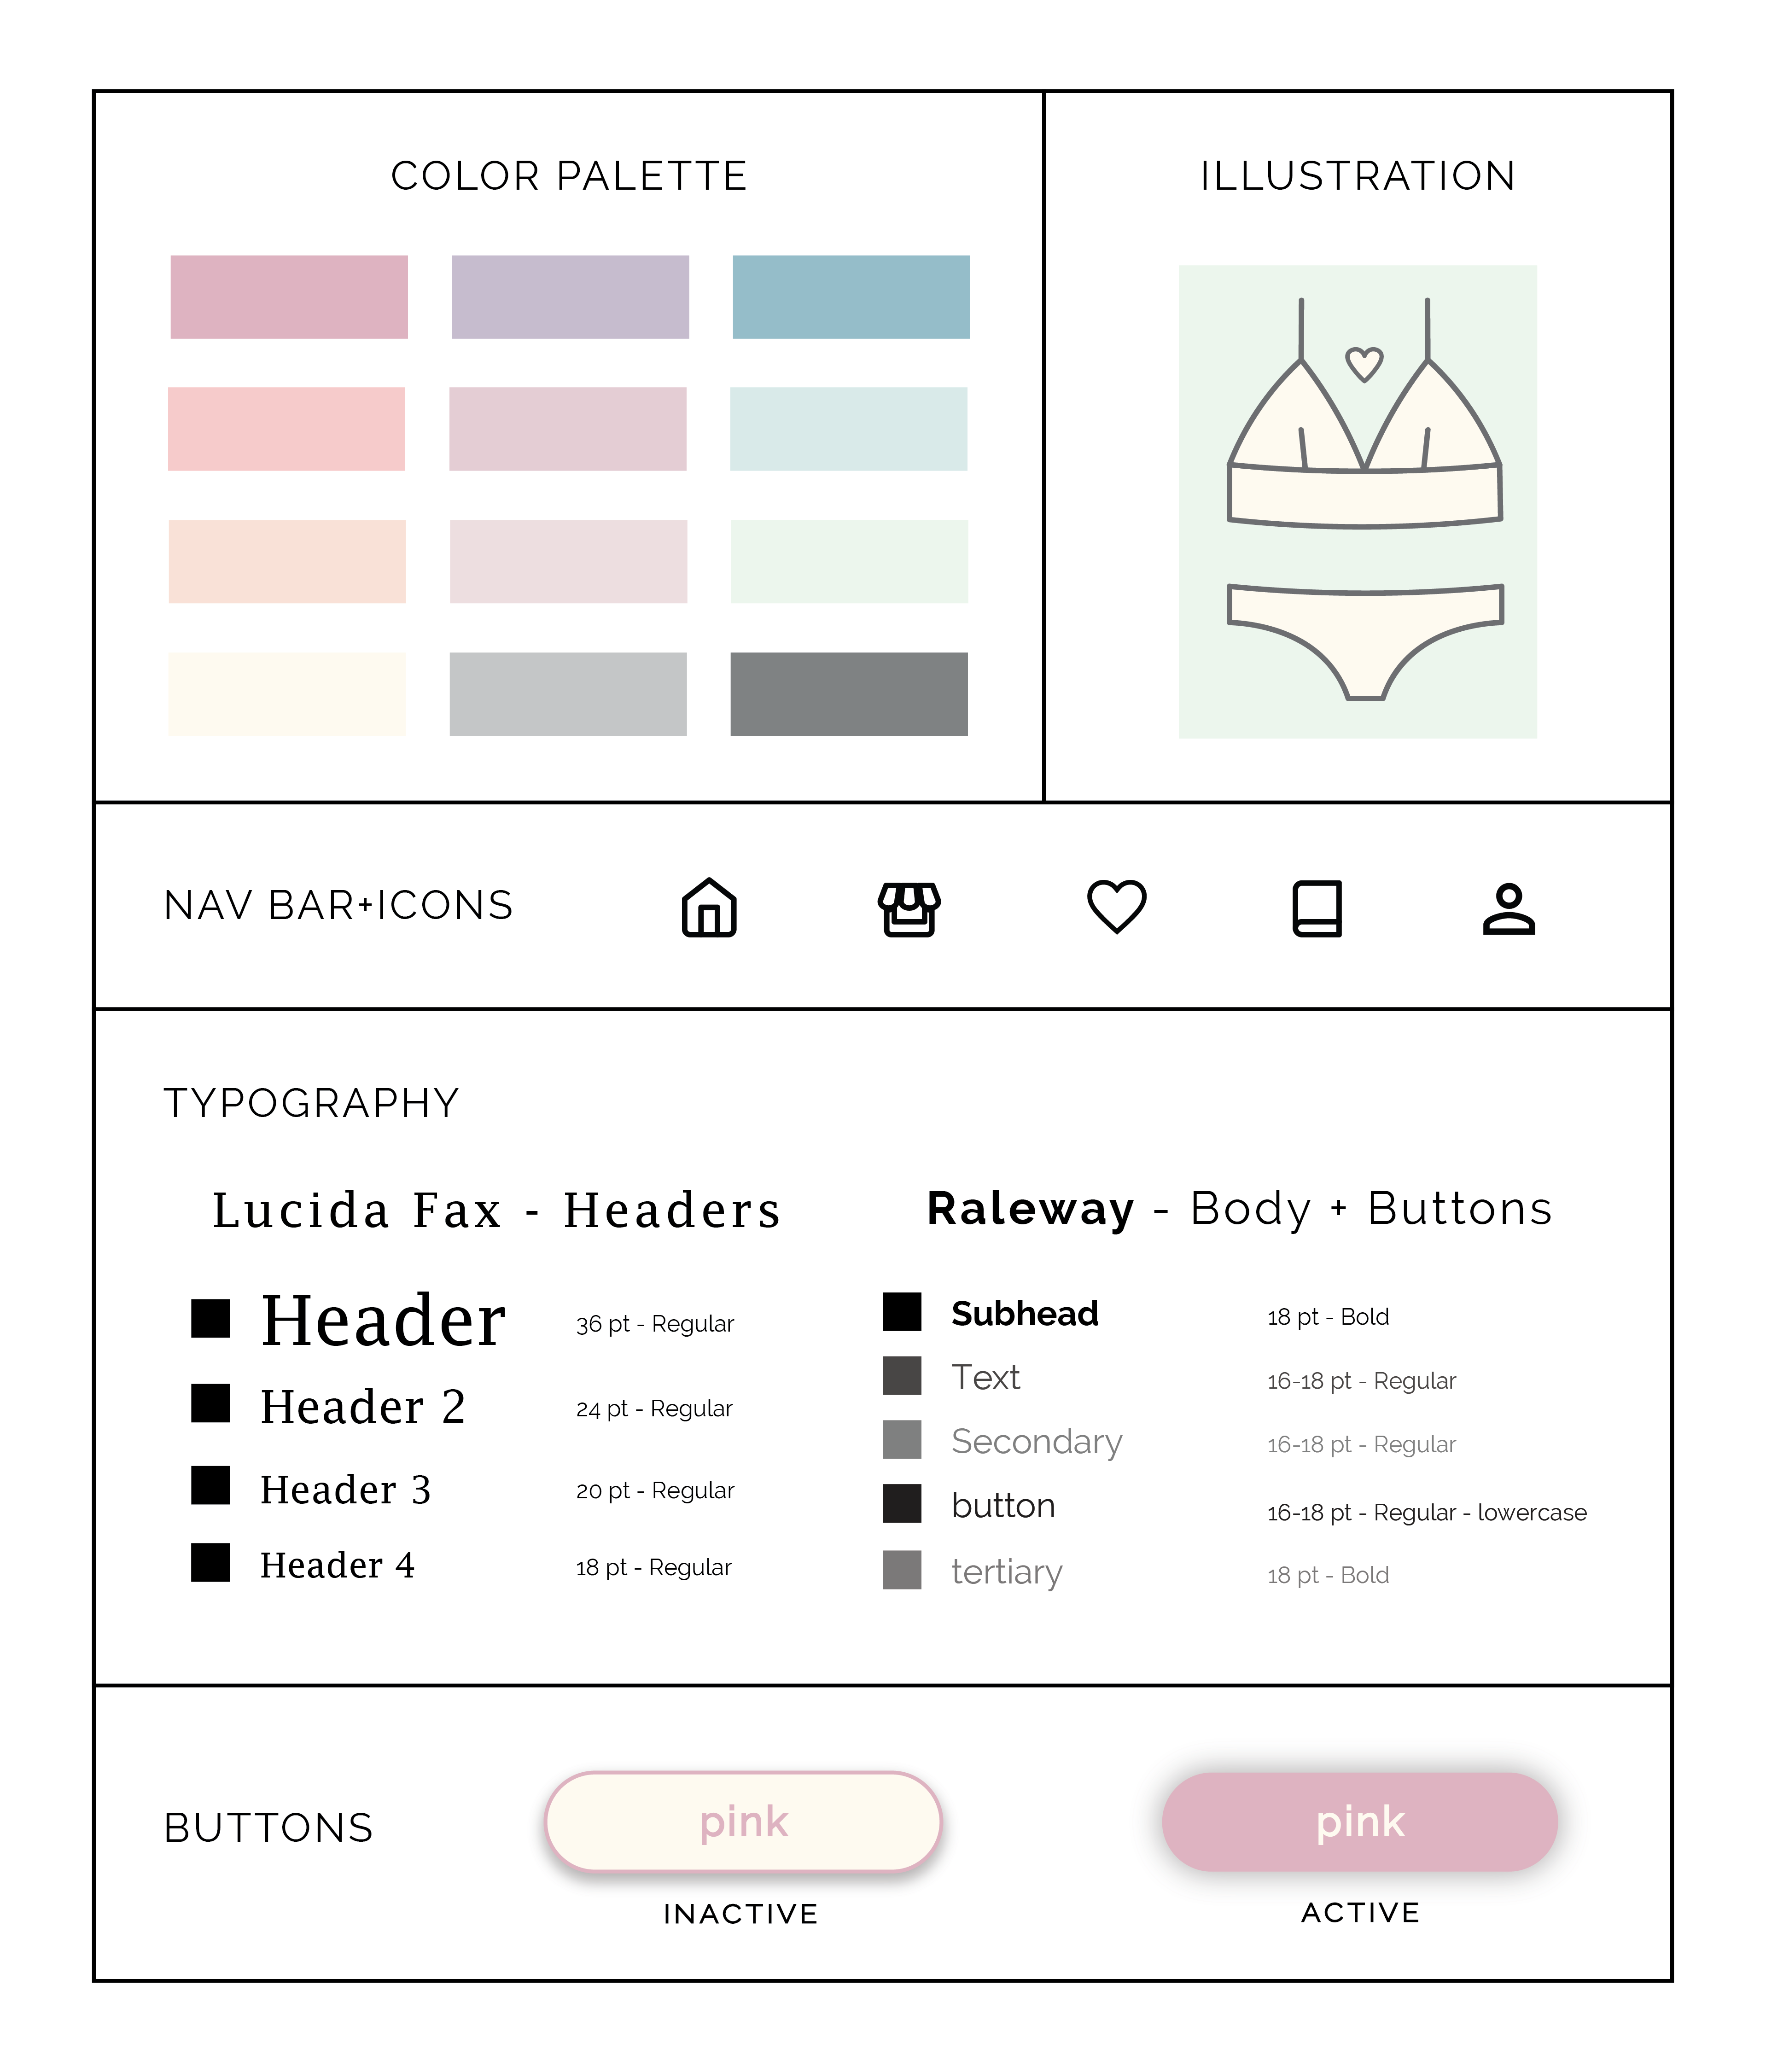 COLOR PALETTE
ILLUSTRATION
NAV BAR+ICONS
TYPOGRAPHY
Lucida Fax - Headers
Header 36 pt - Regular
Header 2 24 pt - Regular
Header 3 20 pt - Regular
Header 4 18 pt - Regular
Raleway - Body + Buttons
Subhead 18 pt - Bold
Text 16-18 pt - Regular
Secondary 16-18 pt - Regular
button 16-18 pt - Regular - lowercase
tertiary 18 pt - Bold
BUTTONS
pink
INACTIVE
pink
ACTIVE